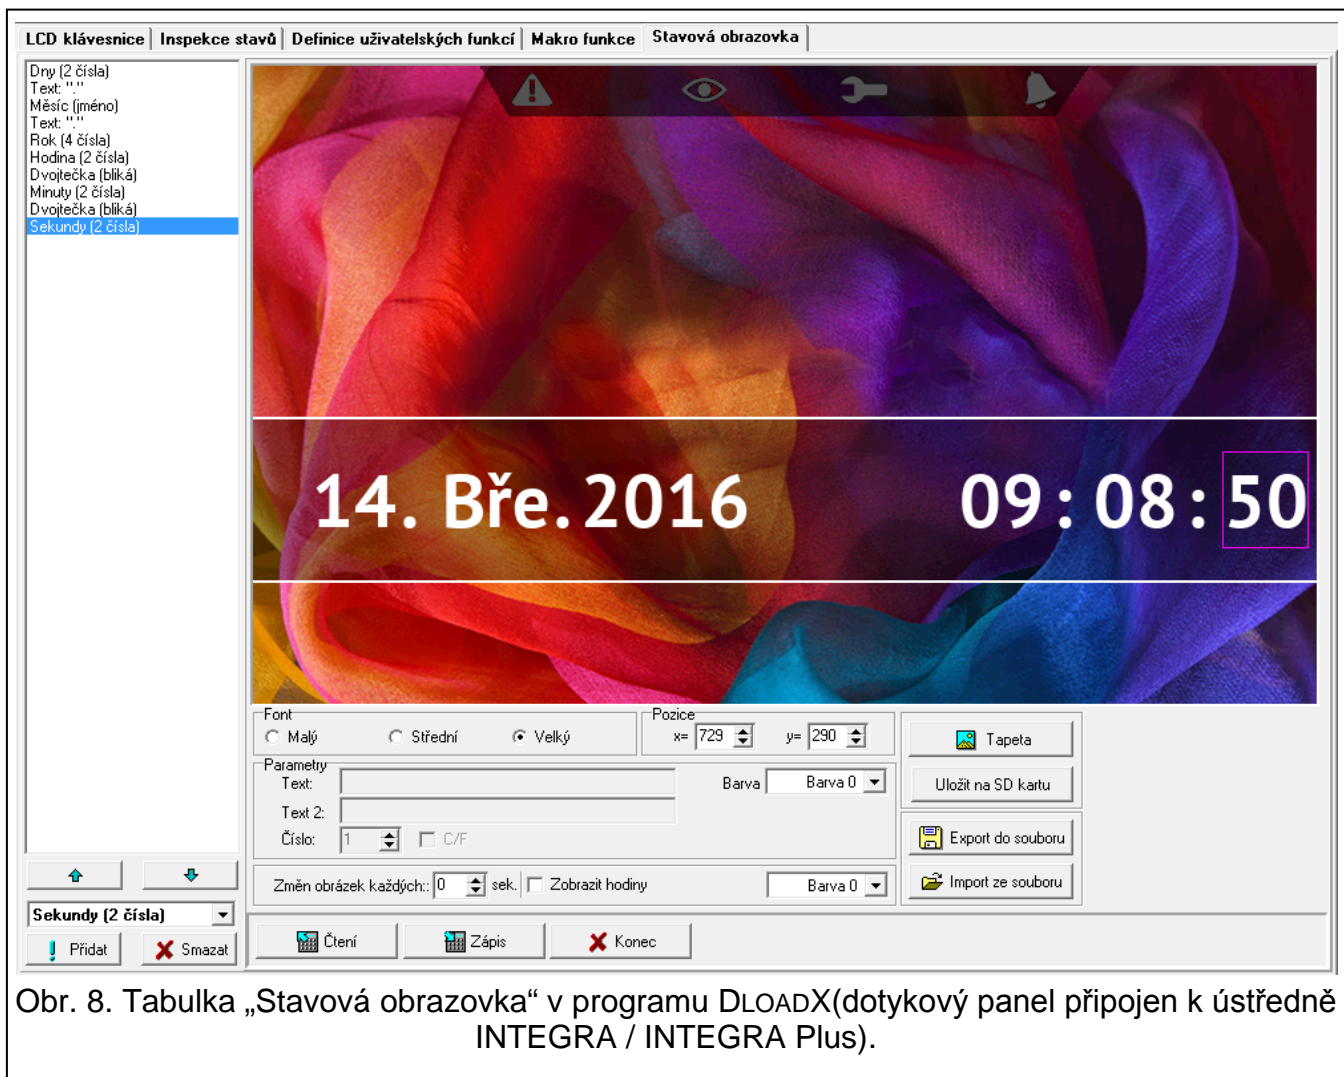 LCD klávesnice Inspekce stavů Definice uživatelských funkcí Makro funkce Stavová obrazovka
Dny (2 čísla)
Text: "."
Měsíc (jméno)
Text: "."
Rok (4 čísla)
Hodina (2 čísla)
Dvojtečka (bliká)
Minuty (2 čísla)
Dvojtečka (bliká)
Sekundy (2 čísla)
14. Bře. 2016 09 : 08 : 50
Font
Malý Střední Velký
Pozice
x= 729 y= 290
Tapeta
Parametry
Text:
Barva Barva 0
Uložit na SD kartu
Text 2:
Číslo: 1 C/F
Export do souboru
Změn obrázek každých:: 0 sek. Zobrazit hodiny Barva 0
Import ze souboru
Sekundy (2 čísla)
Přidat Smazat
Čtení Zápis Konec
Obr. 8. Tabulka „Stavová obrazovka“ v programu DLOADX(dotykový panel připojen k ústředně
INTEGRA / INTEGRA Plus).